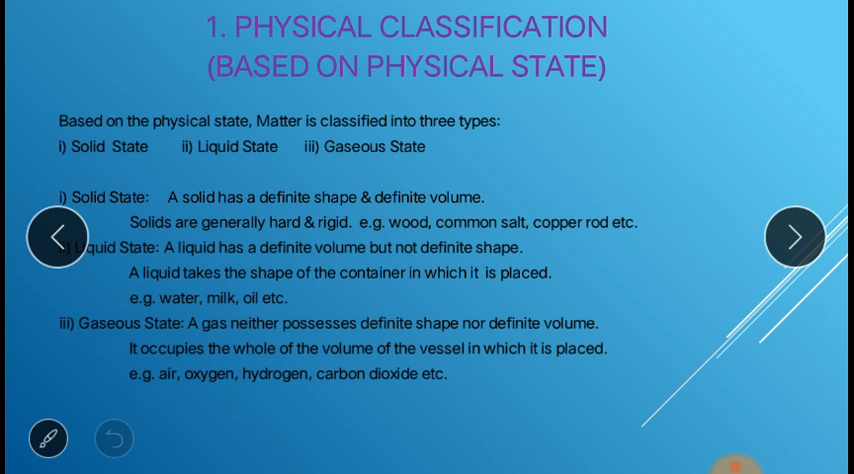 1. PHYSICAL CLASSIFICATION
(BASED ON PHYSICAL STATE)
Based on the physical state, Matter is classified into three types:
i) Solid State ii) Liquid State iii) Gaseous State
i) Solid State: A solid has a definite shape & definite volume.
Solids are generally hard & rigid. e.g. wood, common salt, copper rod etc.
ii) Liquid State: A liquid has a definite volume but not definite shape.
A liquid takes the shape of the container in which it is placed.
e.g. water, milk, oil etc.
iii) Gaseous State: A gas neither possesses definite shape nor definite volume.
It occupies the whole of the volume of the vessel in which it is placed.
e.g. air, oxygen, hydrogen, carbon dioxide etc.